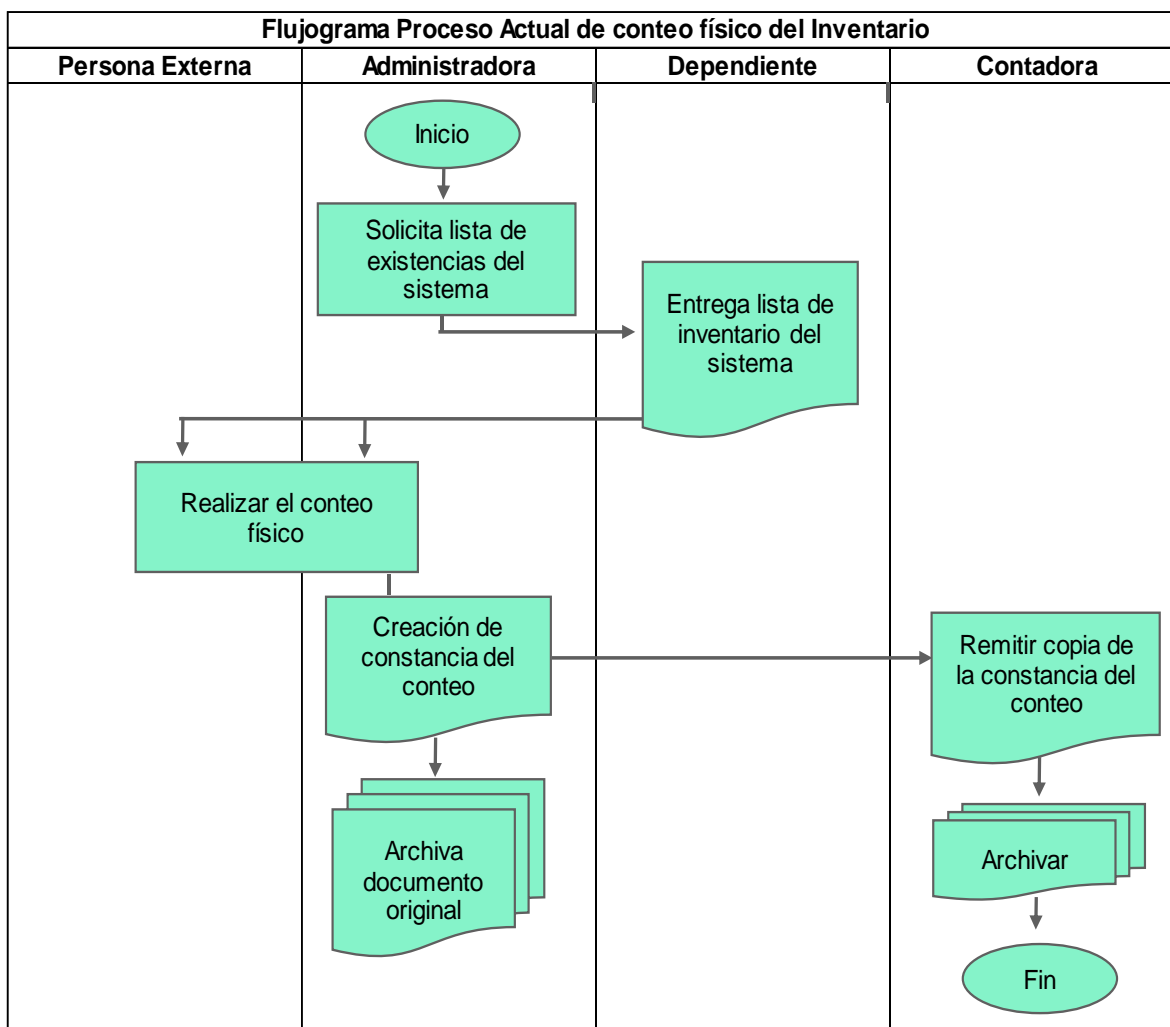 Flujograma Proceso Actual de conteo físico del Inventario
Persona Externa
Administradora
Dependiente
Contadora
Inicio
Solicita lista de
existencias del
sistema
Entrega lista de
inventario del
sistema
Realizar el conteo
físico
Creación de
constancia del
conteo
Remitir copia de
la constancia del
conteo
Archiva
documento
original
Archivar
Fin